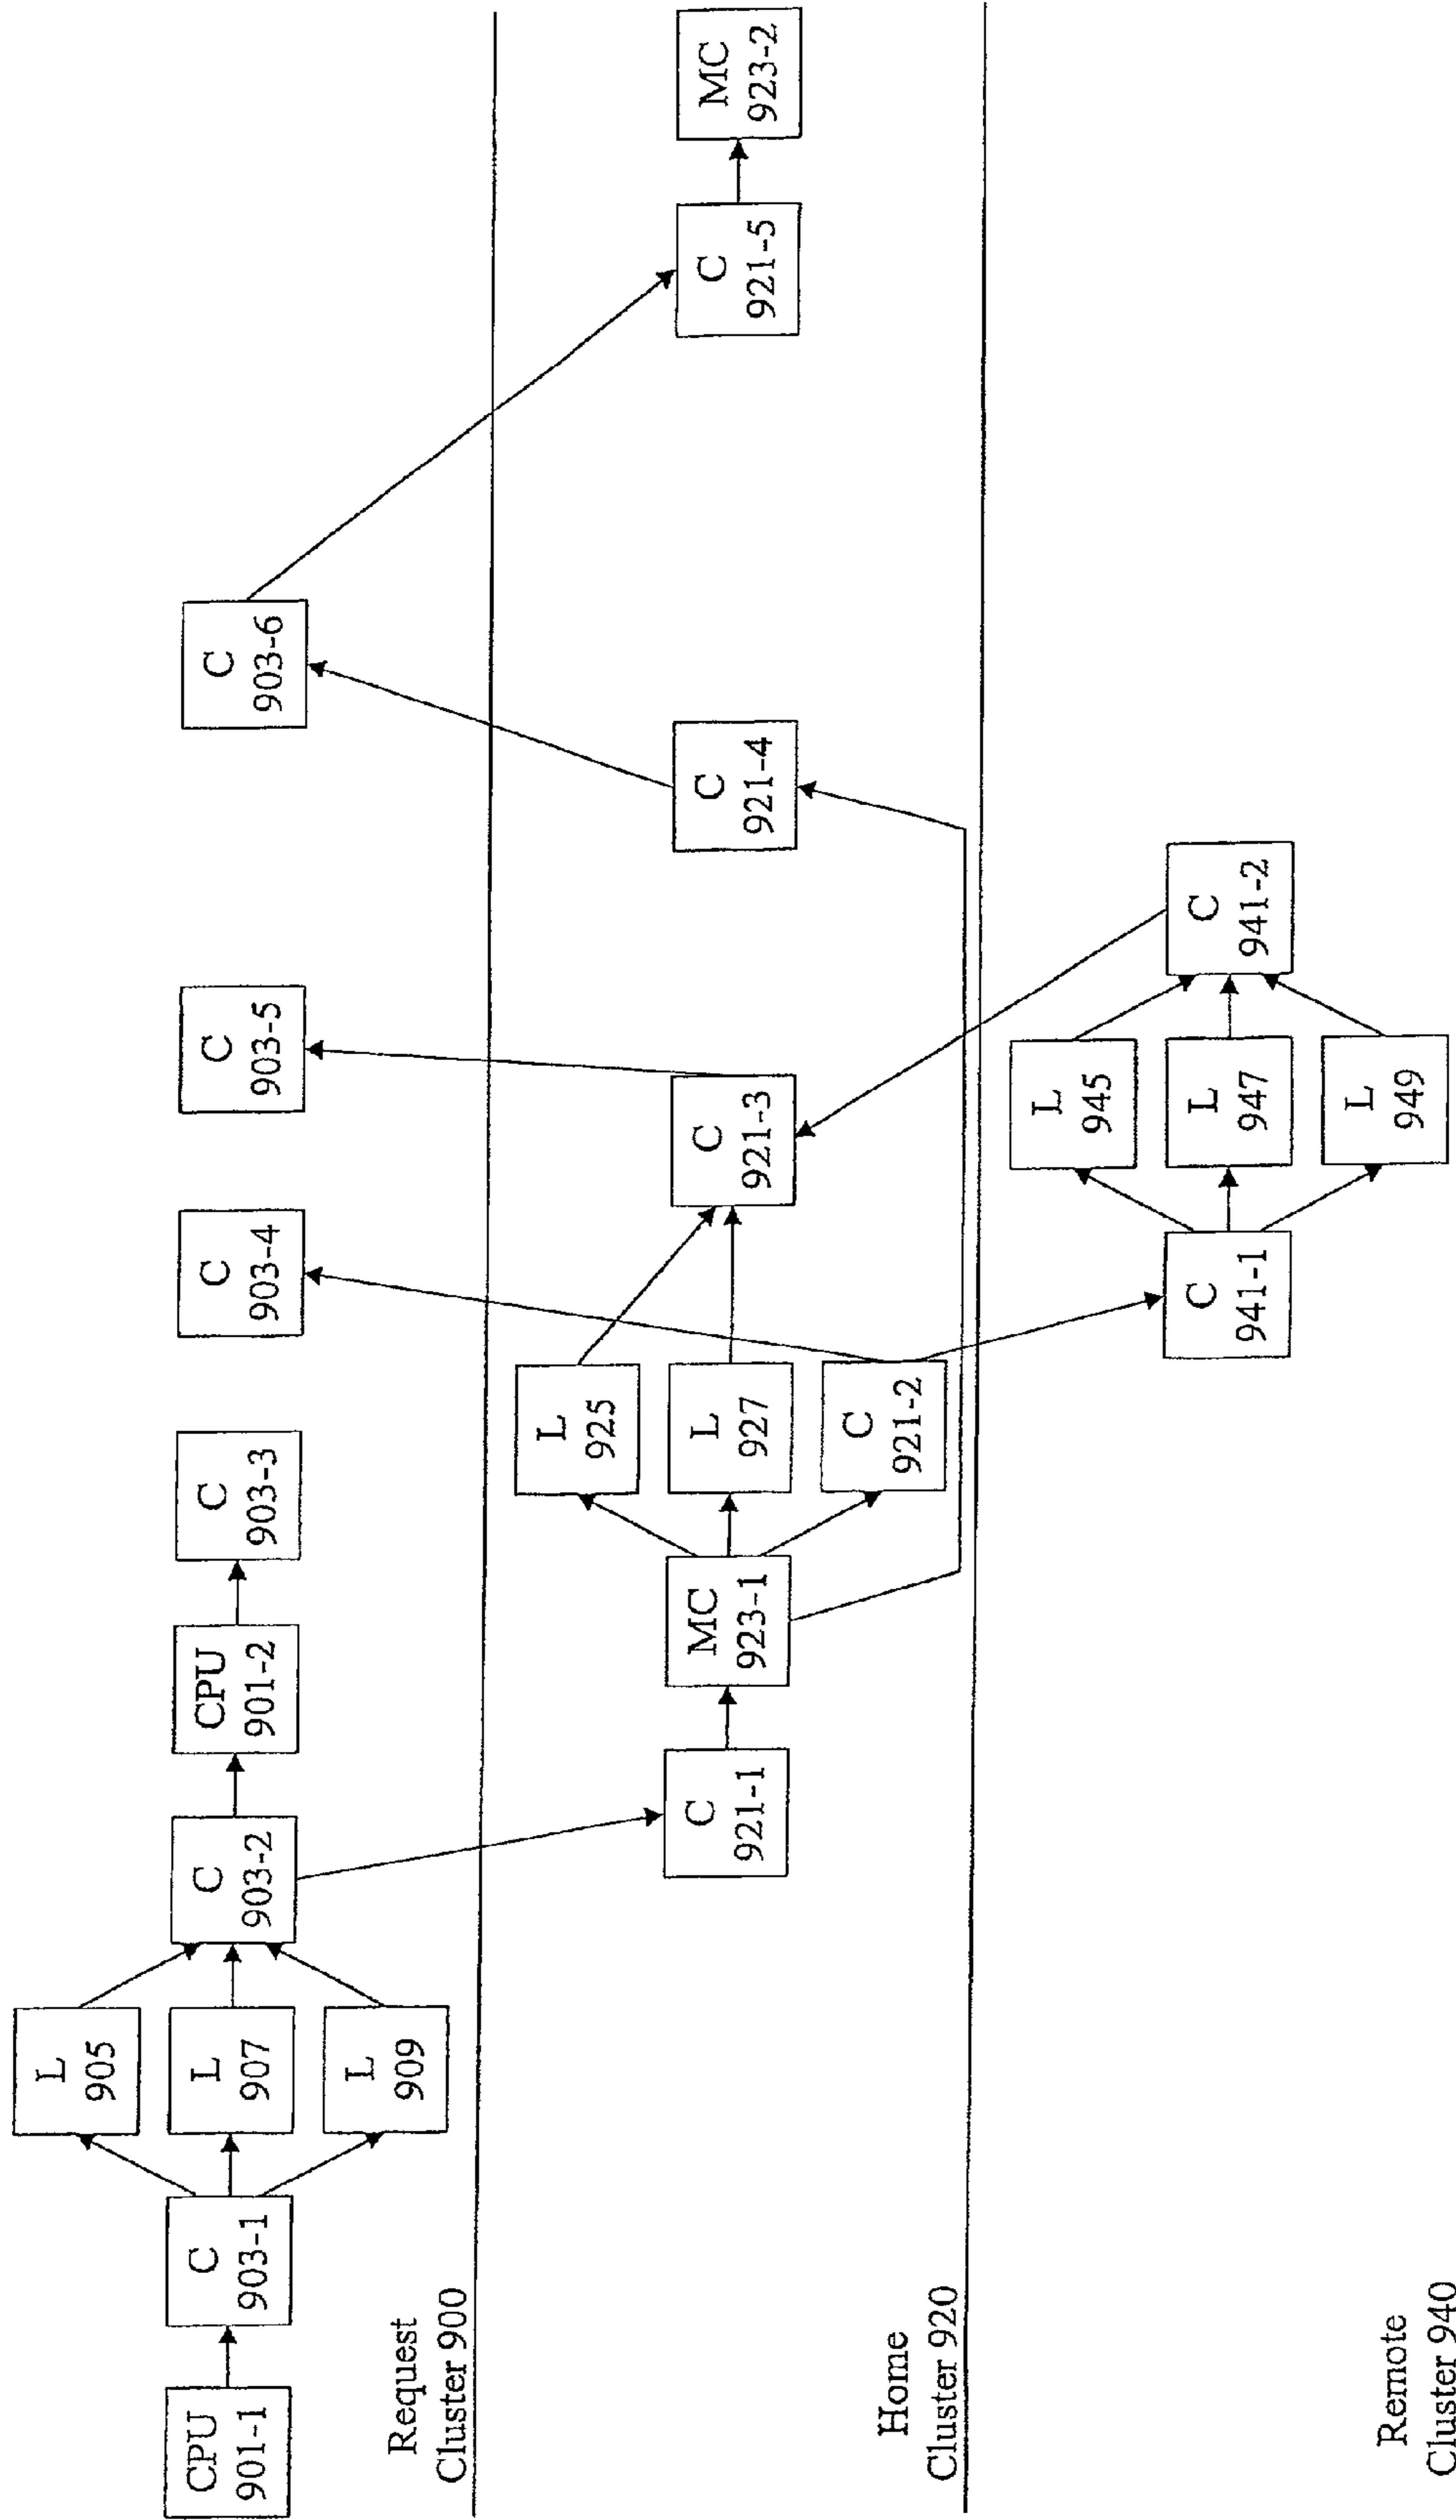 CPU
901-1
C
903-1
L
905
L
907
L
909
C
903-2
CPU
901-2
C
903-3
C
903-4
C
903-5
C
903-6
Request
Cluster 900
C
921-1
MC
923-1
L
925
L
927
C
921-2
C
921-3
C
921-4
C
921-5
MC
923-2
Home
Cluster 920
C
941-1
L
945
L
947
L
949
C
941-2
Remote
Cluster 940